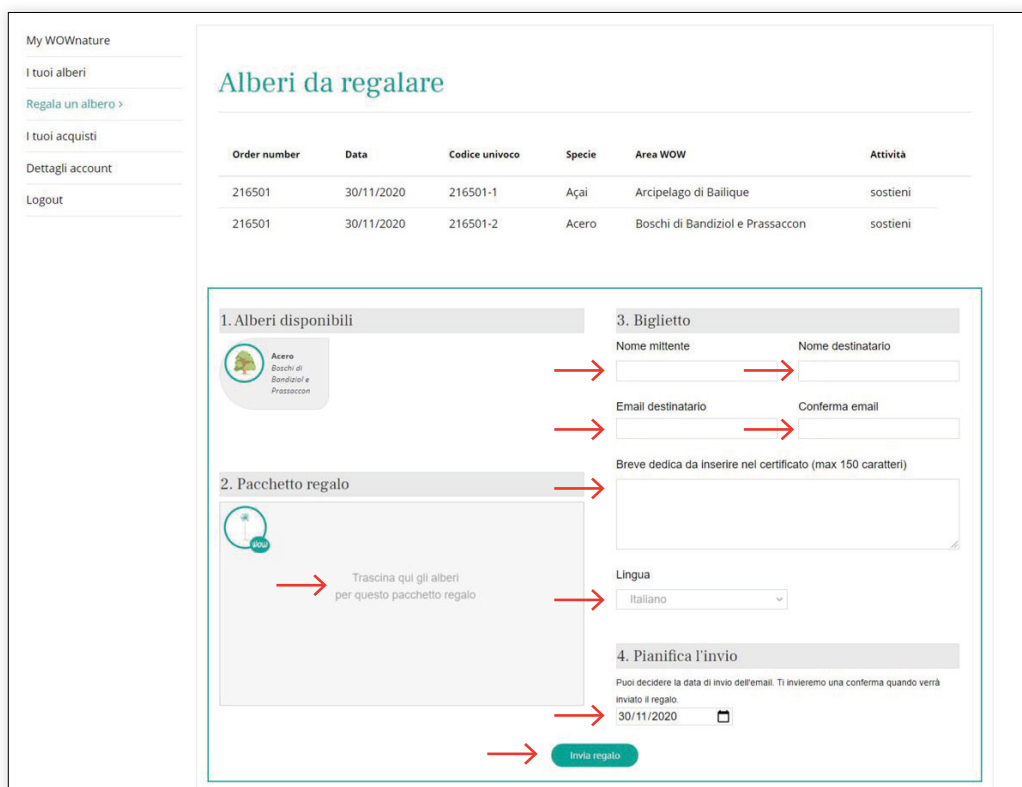 My WOWnature
I tuoi alberi
Regala un albero >
I tuoi acquisti
Dettagli account
Logout
Alberi da regalare
Order number Data Codice univoco Specie Area WOW Attività
216501 30/11/2020 216501-1 Açai Arcipelago di Bailique sostieni
216501 30/11/2020 216501-2 Acero Boschi di Bandiziol e Prassaccon sostieni
1. Alberi disponibili
Acero
Boschi di
Bandiziol e
Prassaccon
2. Pacchetto regalo
slow
Trascina qui gli alberi
per questo pacchetto regalo
3. Biglietto
Nome mittente Nome destinatario
Email destinatario Conferma email
Breve dedica da inserire nel certificato (max 150 caratteri)
Lingua
Italiano
4. Pianifica l'invio
Puoi decidere la data di invio dell'email. Ti invieremo una conferma quando verrà
inviato il regalo.
30/11/2020
Invia regalo